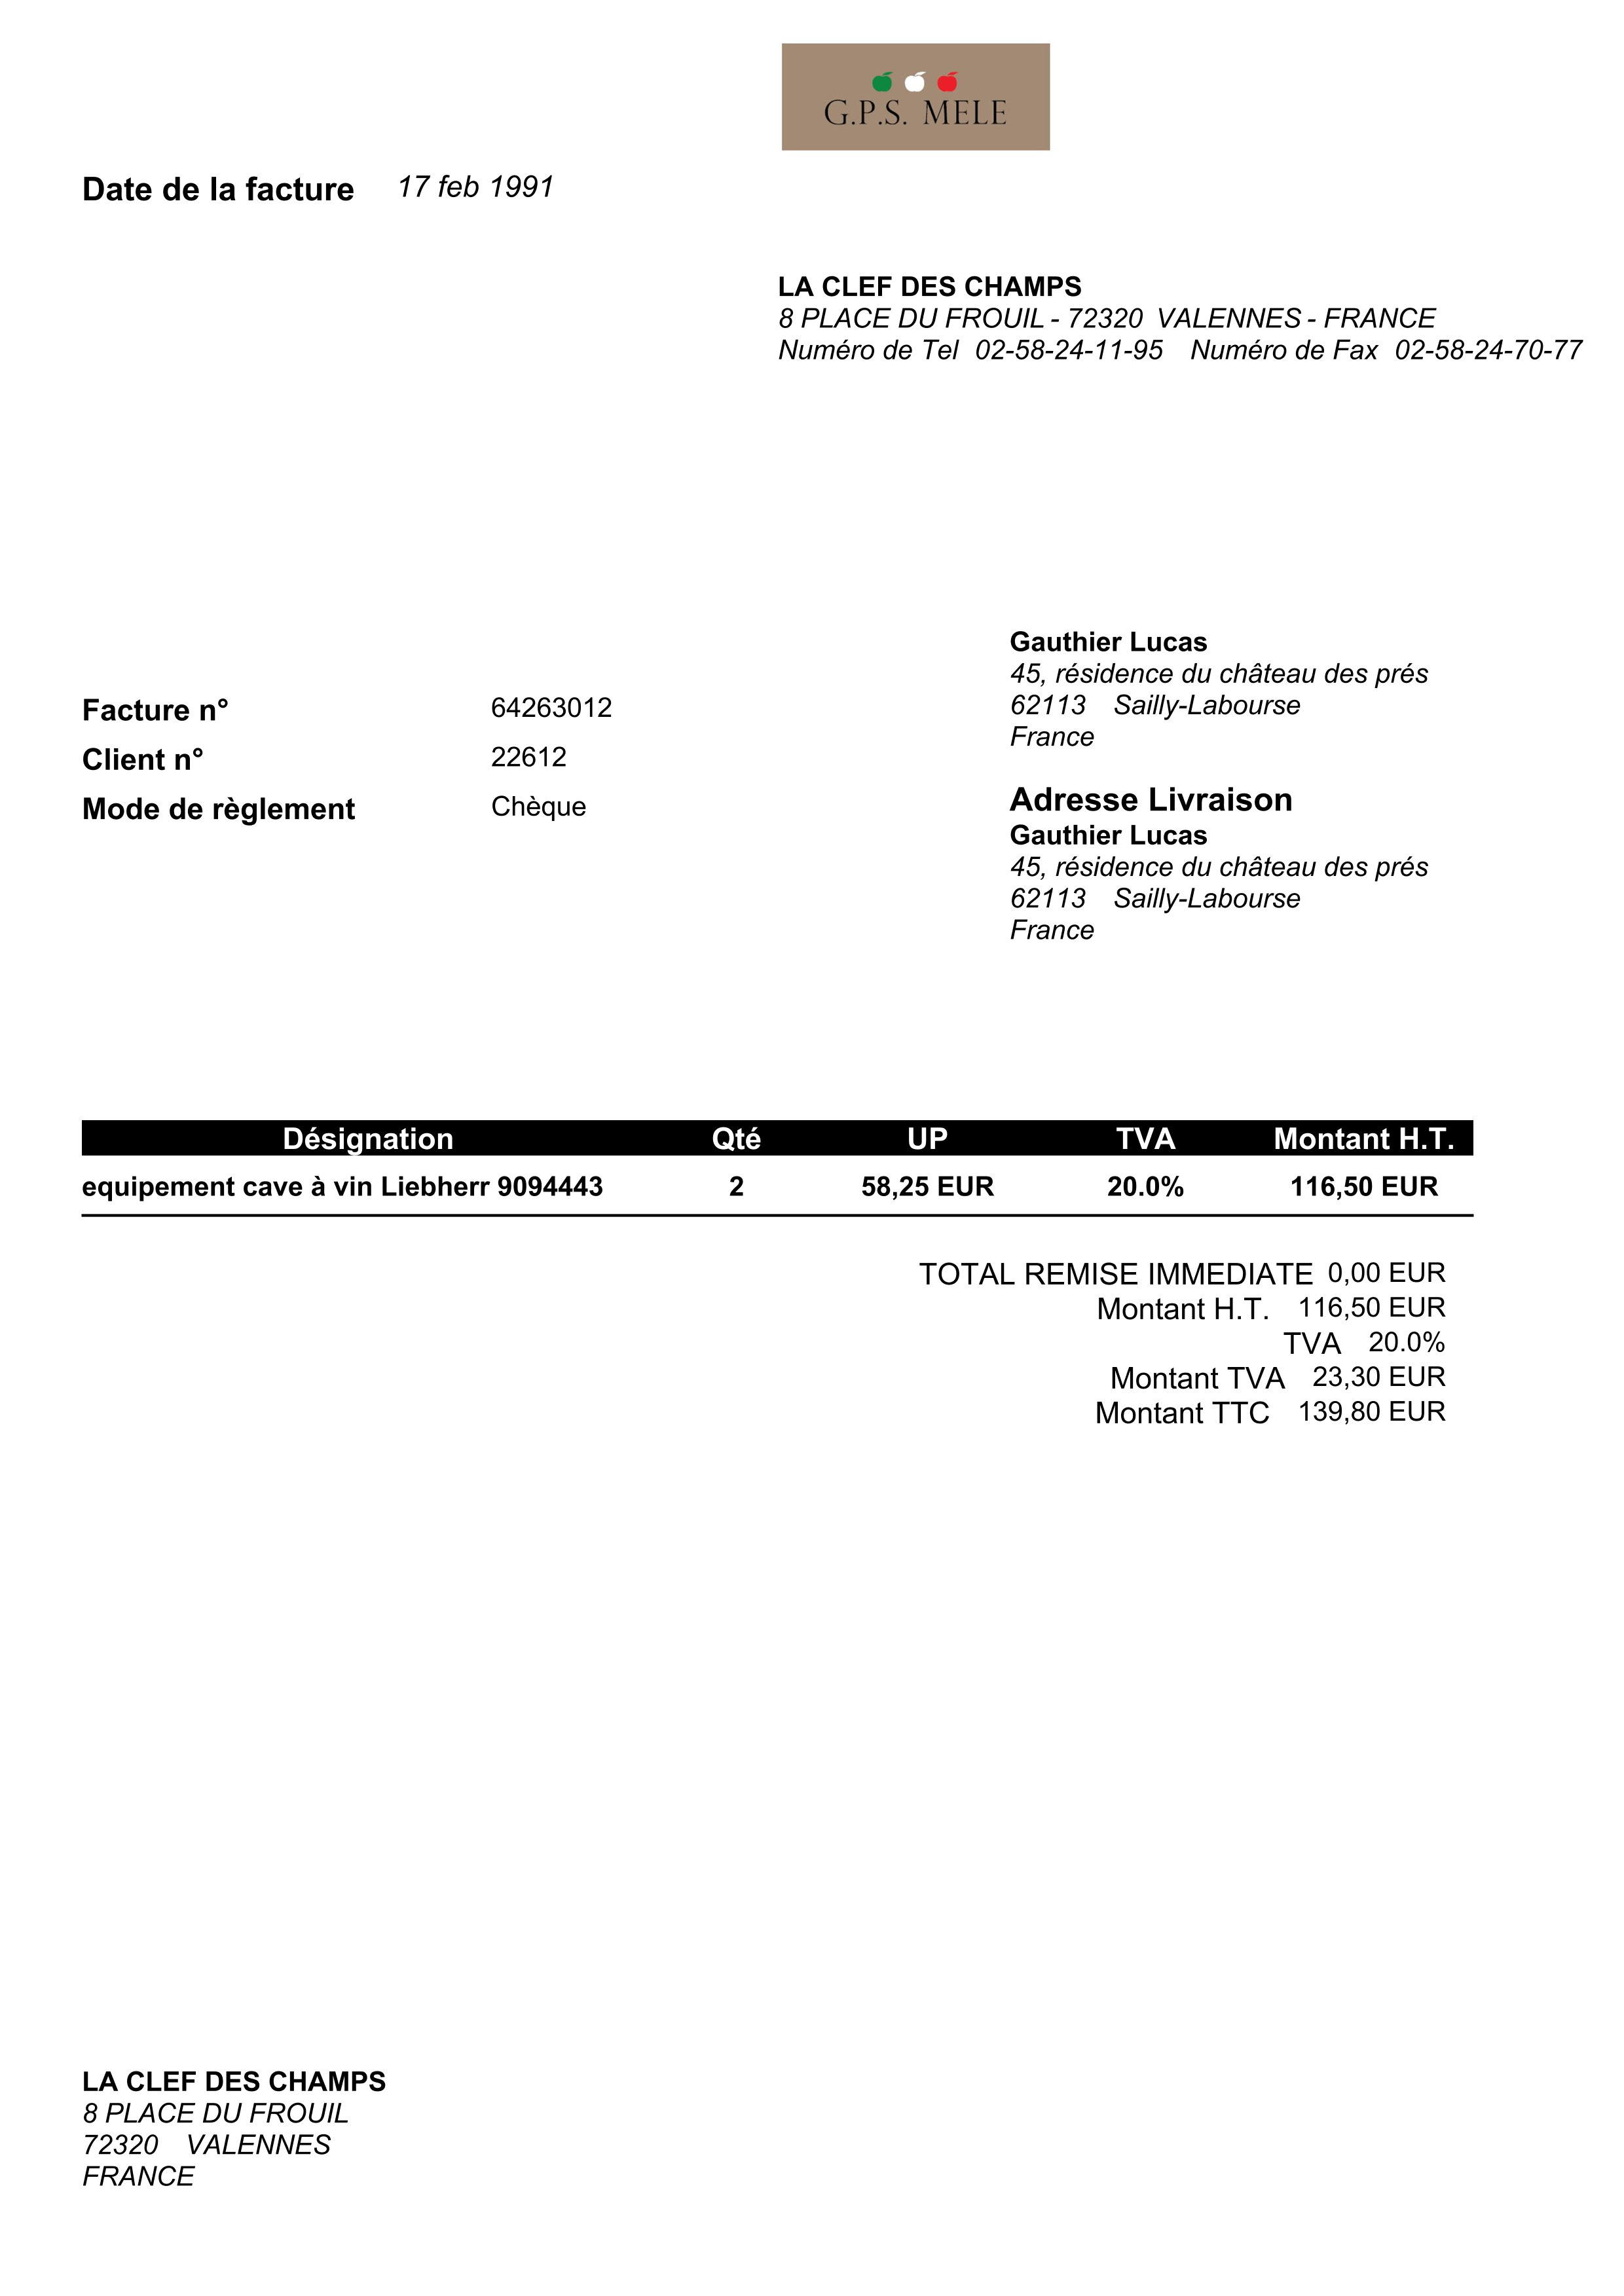 G.P.S. MELE
Date de la facture 17 feb 1991
LA CLEF DES CHAMPS
8 PLACE DU FROUIL - 72320 VALENNES - FRANCE
Numéro de Tel 02-58-24-11-95 Numéro de Fax 02-58-24-70-77
Gauthier Lucas
45, résidence du château des prés
62113 Sailly-Labourse
France
Facture n° 64263012
Client n° 22612
Mode de règlement Chèque
Adresse Livraison
Gauthier Lucas
45, résidence du château des prés
62113 Sailly-Labourse
France
Désignation Qté UP TVA Montant H.T.
equipement cave à vin Liebherr 9094443 2 58,25 EUR 20.0% 116,50 EUR
TOTAL REMISE IMMEDIATE 0,00 EUR
Montant H.T. 116,50 EUR
TVA 20.0%
Montant TVA 23,30 EUR
Montant TTC 139,80 EUR
LA CLEF DES CHAMPS
8 PLACE DU FROUIL
72320 VALENNES
FRANCE